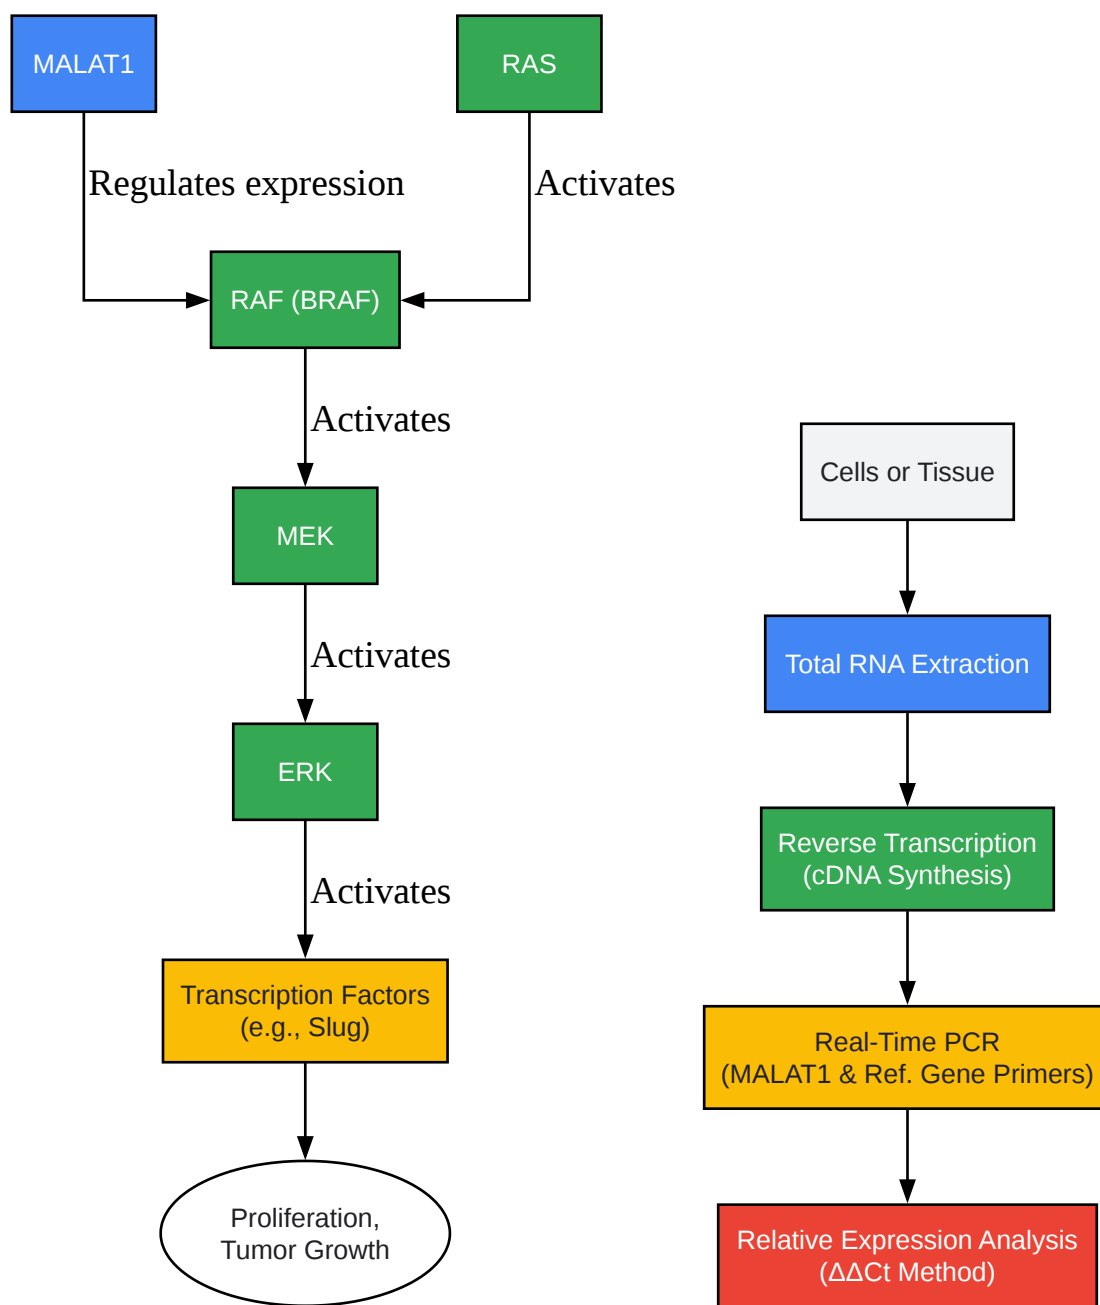 MALAT1
RAS
Regulates expression
Activates
RAF (BRAF)
Activates
MEK
Activates
ERK
Activates
Transcription Factors
(e.g., Slug)
Proliferation,
Tumor Growth
Cells or Tissue
Total RNA Extraction
Reverse Transcription
(cDNA Synthesis)
Real-Time PCR
(MALAT1 & Ref. Gene Primers)
Relative Expression Analysis
(ΔΔCt Method)